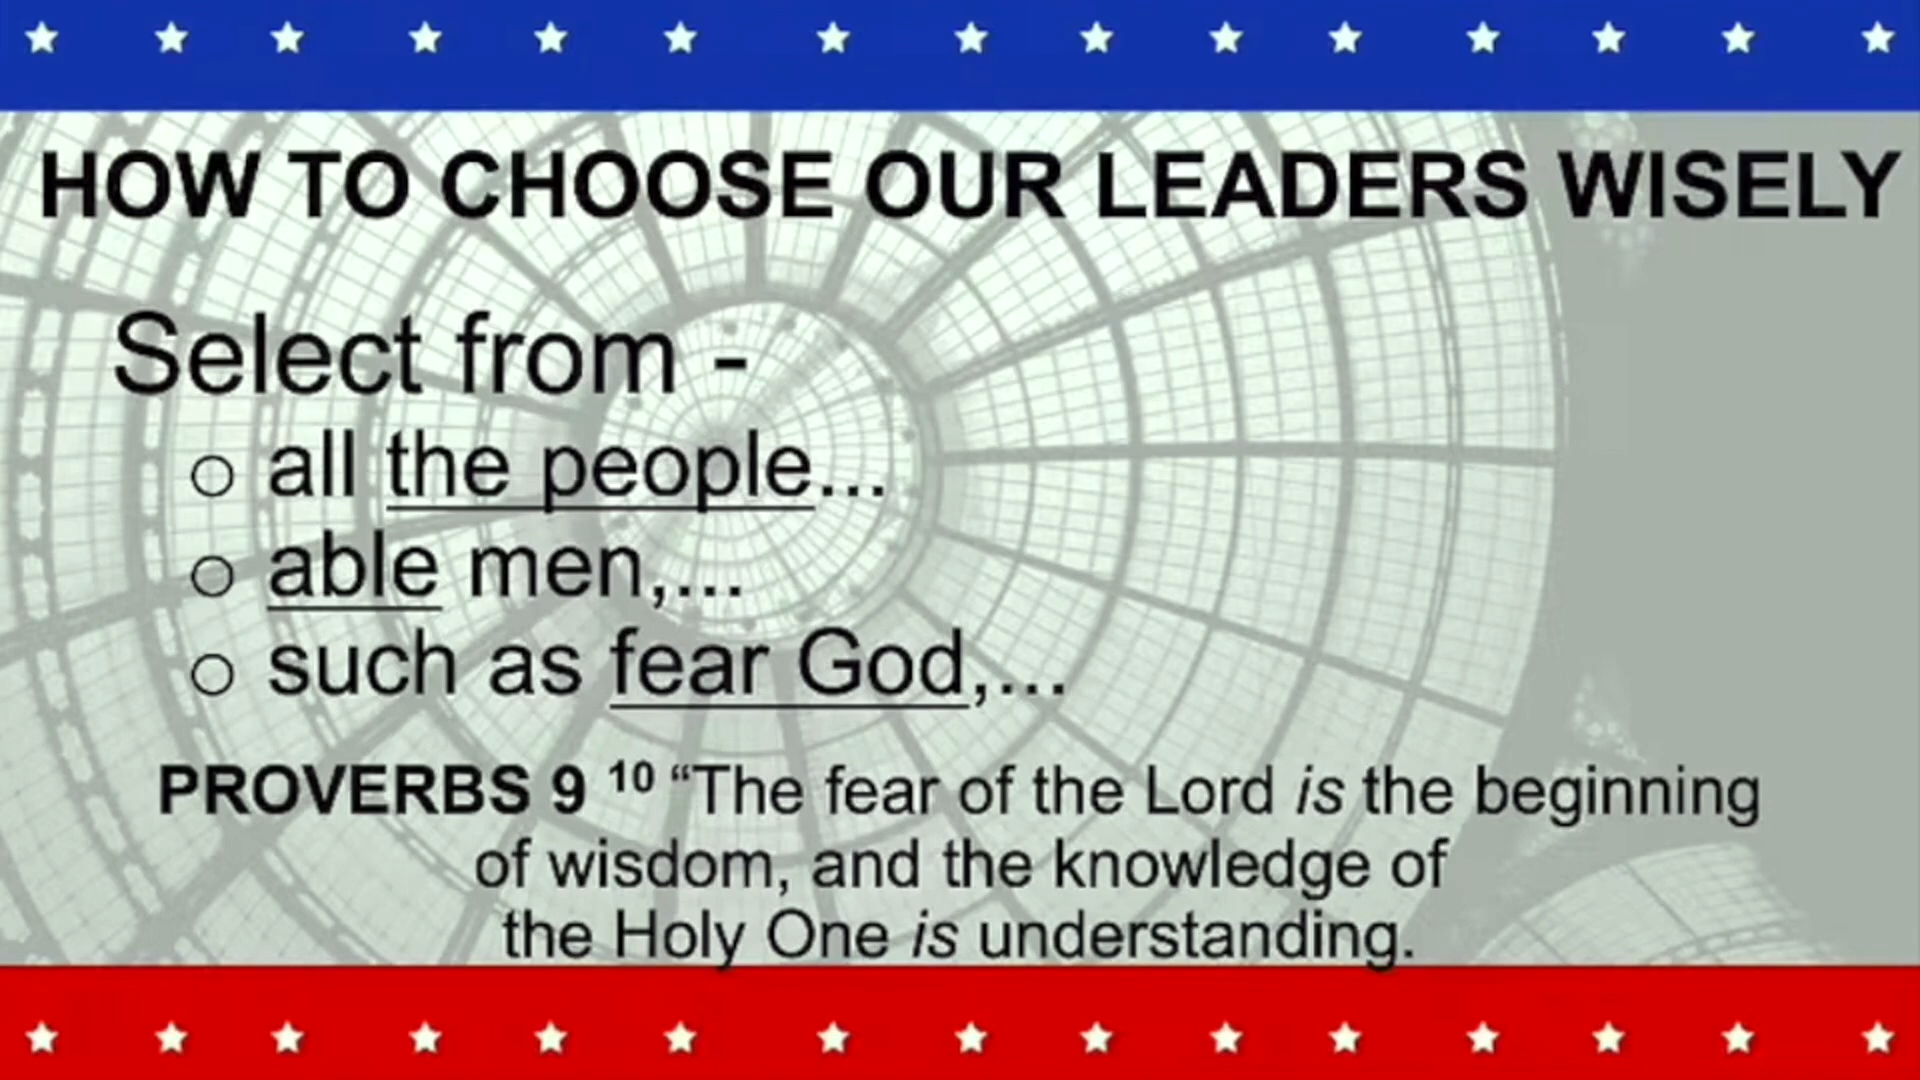 HOW TO CHOOSE OUR LEADERS WISELY
Select from -
○ all the people...
○ able men,...
○ such as fear God,...
PROVERBS 9 ¹⁰ “The fear of the Lord is the beginning
of wisdom, and the knowledge of
the Holy One is understanding.